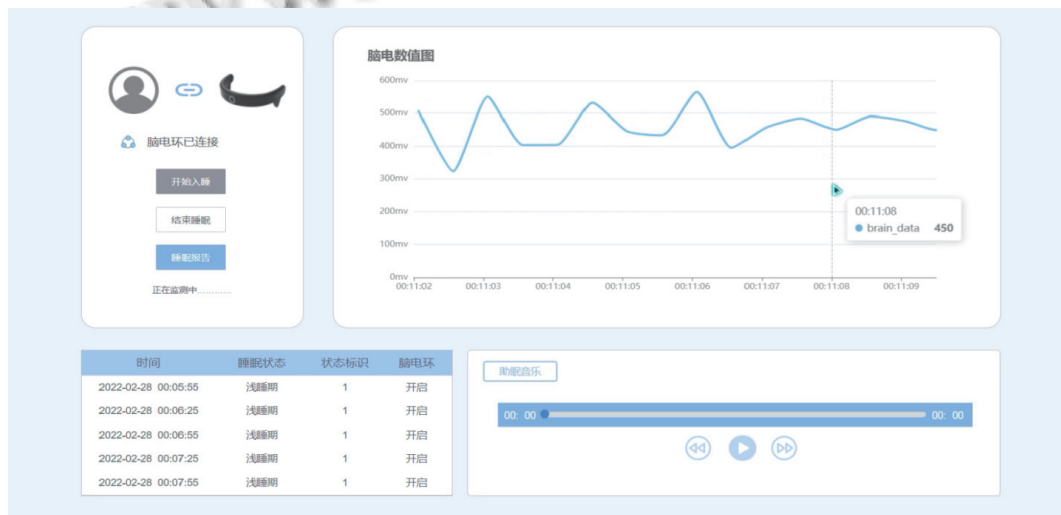 脑电环已连接
开始入睡
结束睡眠
睡眠报告
正在监测中............
脑电数值图
600mv
500mv
400mv
300mv
200mv
100mv
0mv
00:11:02 00:11:03 00:11:04 00:11:05 00:11:06 00:11:07 00:11:08 00:11:09
00:11:08
brain_data 450
时间 睡眠状态 状态标识 脑电环
2022-02-28 00:05:55 浅睡期 1 开启
2022-02-28 00:06:25 浅睡期 1 开启
2022-02-28 00:06:55 浅睡期 1 开启
2022-02-28 00:07:25 浅睡期 1 开启
2022-02-28 00:07:55 浅睡期 1 开启
助眠音乐
00: 00 00: 00